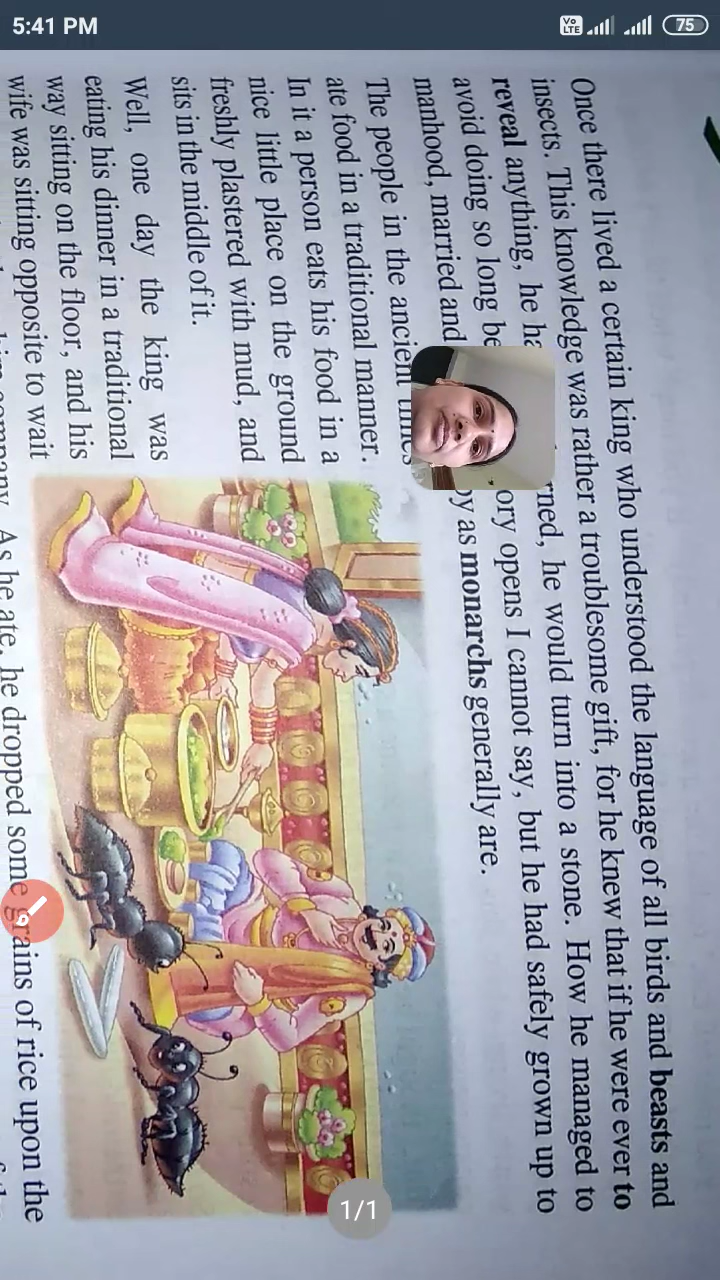 5:41 PM
Vo LTE
75
Once there lived a certain king who understood the language of all birds and beasts and
insects. This knowledge was rather a troublesome gift, for he knew that if he were ever to
reveal anything, he ha rned, he would turn into a stone. How he managed to
avoid doing so long be ory opens I cannot say, but he had safely grown up to
manhood, married and py as monarchs generally are.
The people in the ancient times
ate food in a traditional manner.
In it a person eats his food in a
nice little place on the ground
freshly plastered with mud, and
sits in the middle of it.
Well, one day the king was
eating his dinner in a traditional
way sitting on the floor, and his
wife was sitting opposite to wait
company. As he ate, he dropped some grains of rice upon the
1/1